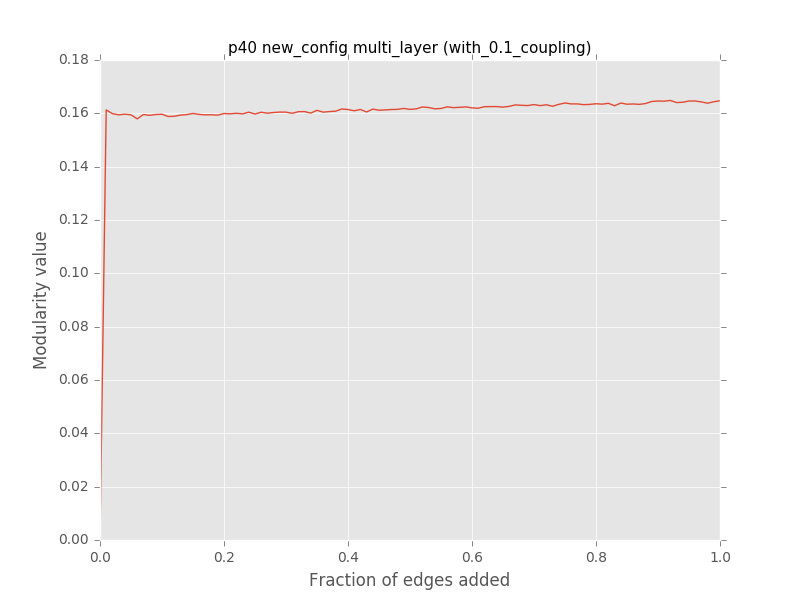 p40 new_config multi_layer (with_0.1_coupling)
0.18
0.16
0.14
0.12
0.10
0.08
0.06
0.04
0.02
0.00
Modularity value
0.0 0.2 0.4 0.6 0.8 1.0
Fraction of edges added